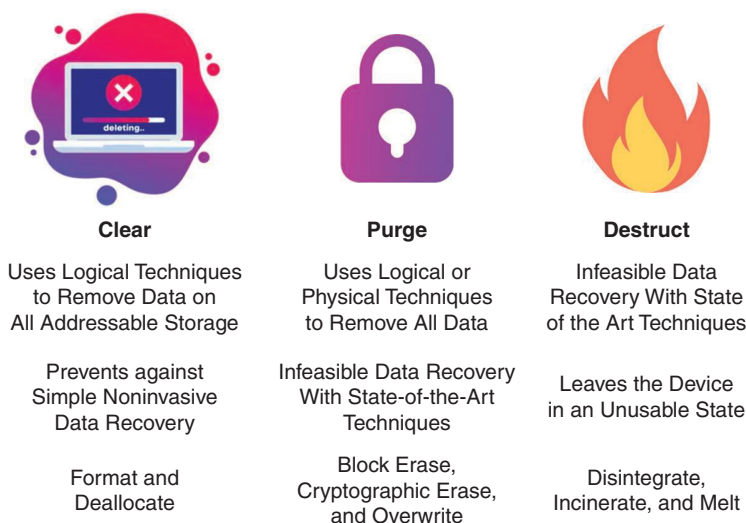 deleting..
Clear
Uses Logical Techniques
to Remove Data on
All Addressable Storage
Prevents against
Simple Noninvasive
Data Recovery
Format and
Deallocate
Purge
Uses Logical or
Physical Techniques
to Remove All Data
Infeasible Data Recovery
With State-of-the-Art
Techniques
Block Erase,
Cryptographic Erase,
and Overwrite
Destruct
Infeasible Data
Recovery With State
of the Art Techniques
Leaves the Device
in an Unusable State
Disintegrate,
Incinerate, and Melt